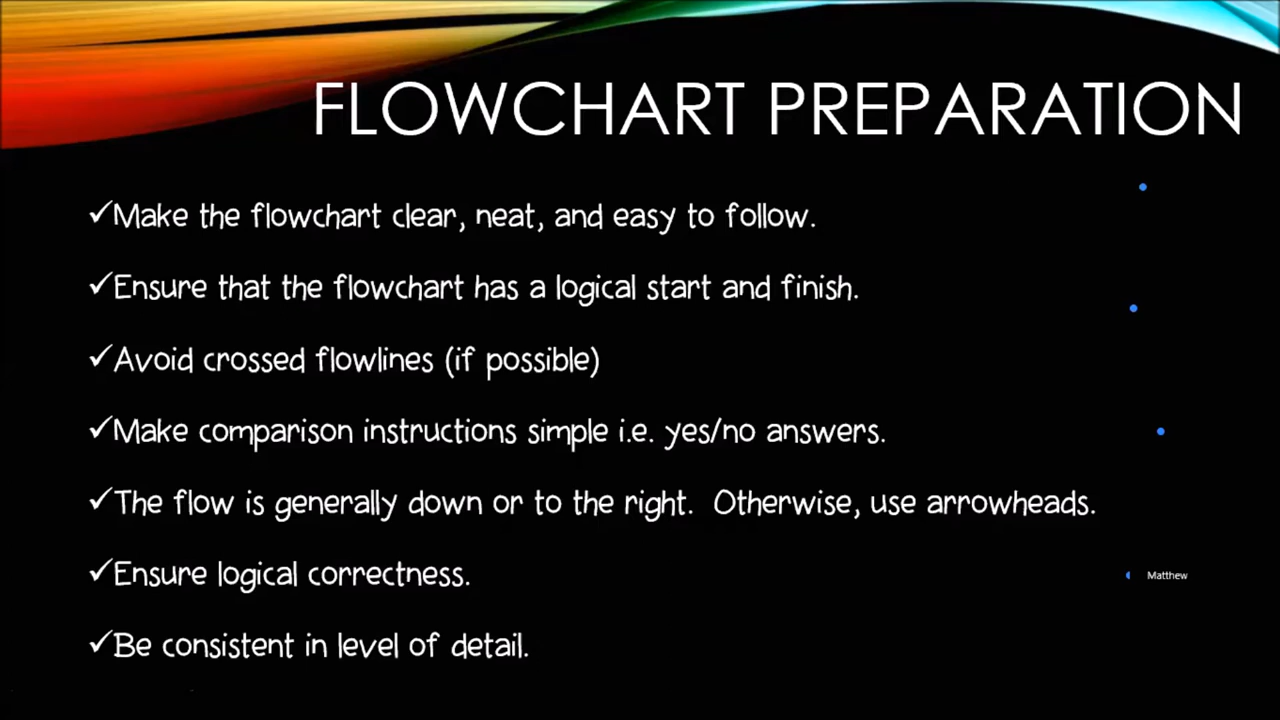 FLOWCHART PREPARATION
✓Make the flowchart clear, neat, and easy to follow.
✓Ensure that the flowchart has a logical start and finish.
✓Avoid crossed flowlines (if possible)
✓Make comparison instructions simple i.e. yes/no answers.
✓The flow is generally down or to the right.  Otherwise, use arrowheads.
✓Ensure logical correctness.
Matthew
✓Be consistent in level of detail.